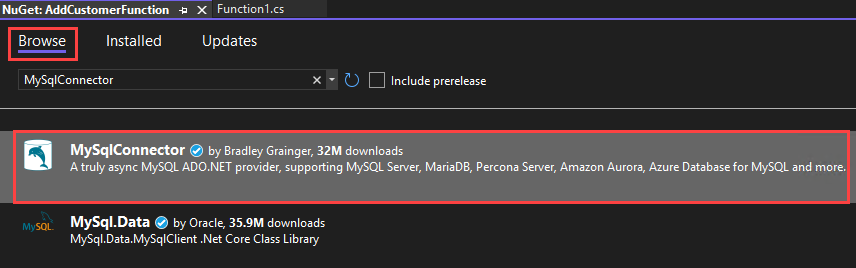 NuGet: AddCustomerFunction Function1.cs
Browse Installed Updates
MySqlConnector Include prerelease
MySqlConnector by Bradley Grainger, 32M downloads
A truly async MySQL ADO.NET provider, supporting MySQL Server, MariaDB, Percona Server, Amazon Aurora, Azure Database for MySQL and more.
MySQL. MySql.Data by Oracle, 35.9M downloads
MySql.Data.MySqlClient .Net Core Class Library